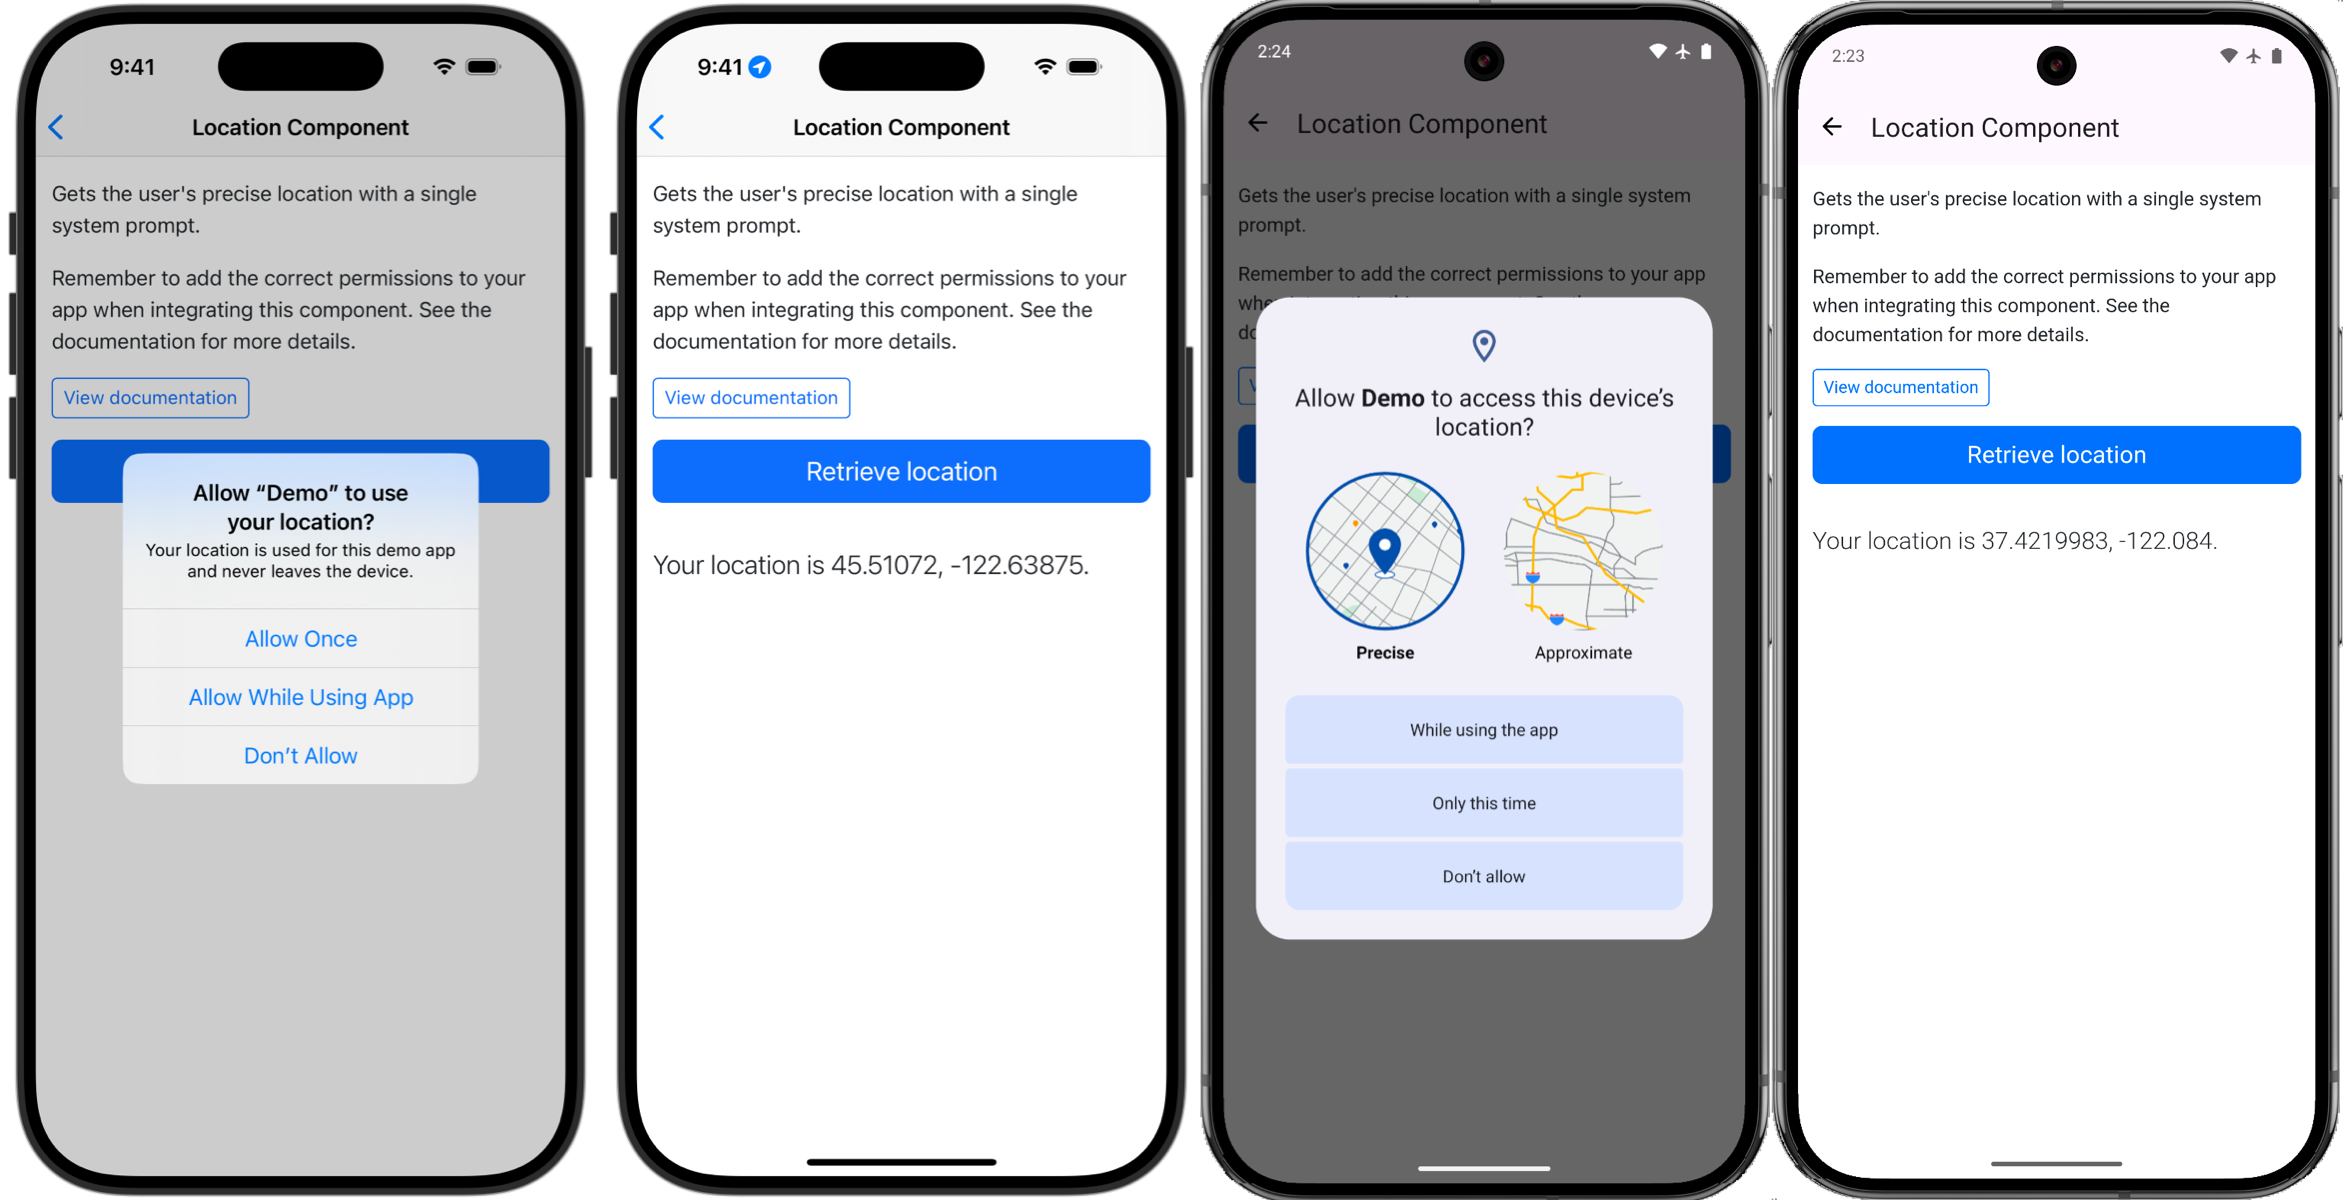 9:41
Location Component
Gets the user's precise location with a single
system prompt.
Remember to add the correct permissions to your
app when integrating this component. See the
documentation for more details.
View documentation
Allow “Demo” to use
your location?
Your location is used for this demo app
and never leaves the device.
Allow Once
Allow While Using App
Don’t Allow
9:41
Location Component
Gets the user's precise location with a single
system prompt.
Remember to add the correct permissions to your
app when integrating this component. See the
documentation for more details.
View documentation
Retrieve location
Your location is 45.51072, -122.63875.
2:24
Location Component
Gets the user's precise location with a single system
prompt.
Remember to add the correct permissions to your app
Allow Demo to access this device’s
location?
Precise
Approximate
While using the app
Only this time
Don’t allow
2:23
Location Component
Gets the user's precise location with a single system
prompt.
Remember to add the correct permissions to your app
when integrating this component. See the
documentation for more details.
View documentation
Retrieve location
Your location is 37.4219983, -122.084.